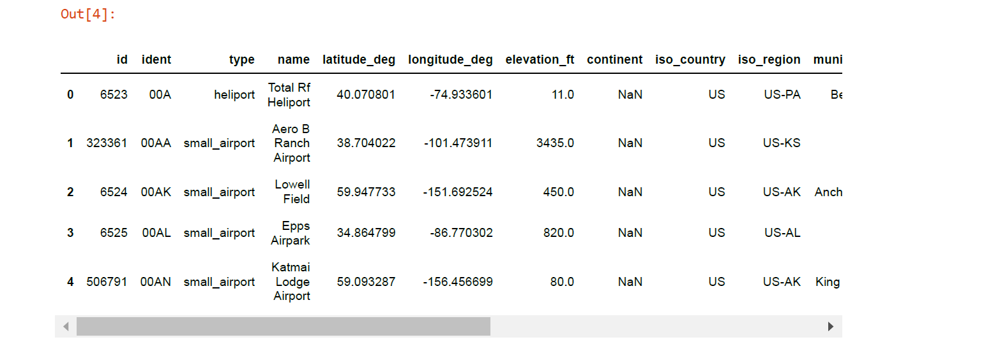 Out[4]:
id ident type name latitude_deg longitude_deg elevation_ft continent iso_country iso_region muni
0 6523 00A heliport Total Rf Heliport 40.070801 -74.933601 11.0 NaN US US-PA Be
1 323361 00AA small_airport Aero B Ranch Airport 38.704022 -101.473911 3435.0 NaN US US-KS
2 6524 00AK small_airport Lowell Field 59.947733 -151.692524 450.0 NaN US US-AK Anch
3 6525 00AL small_airport Epps Airpark 34.864799 -86.770302 820.0 NaN US US-AL
4 506791 00AN small_airport Katmai Lodge Airport 59.093287 -156.456699 80.0 NaN US US-AK King